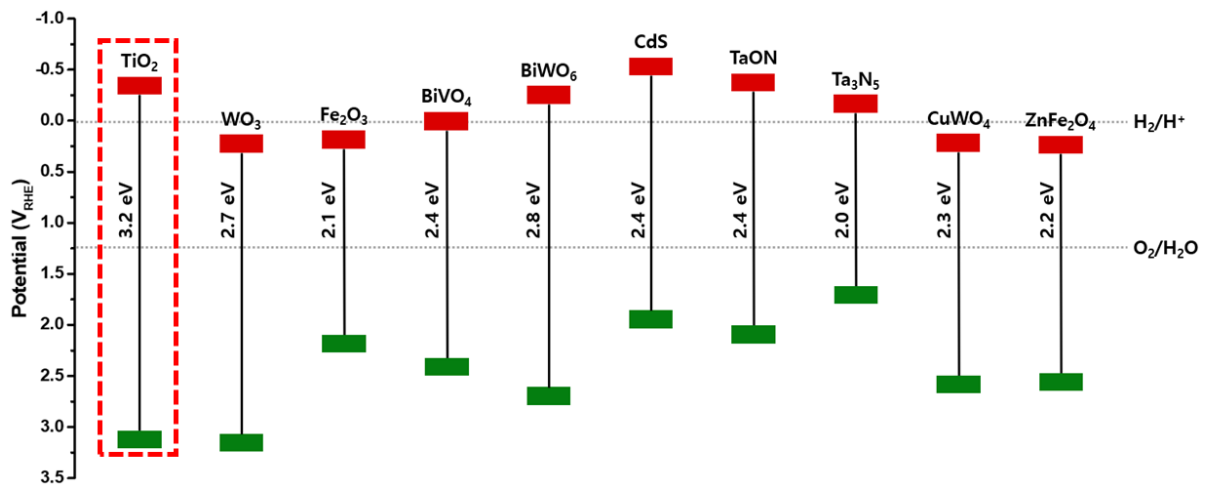 Potential (V_RHE)
-1.0
-0.5
0.0
0.5
1.0
1.5
2.0
2.5
3.0
3.5
TiO₂
WO₃
Fe₂O₃
BiVO₄
BiWO₆
CdS
TaON
Ta₃N₅
CuWO₄
ZnFe₂O₄
3.2 eV
2.7 eV
2.1 eV
2.4 eV
2.8 eV
2.4 eV
2.4 eV
2.0 eV
2.3 eV
2.2 eV
H₂/H⁺
O₂/H₂O